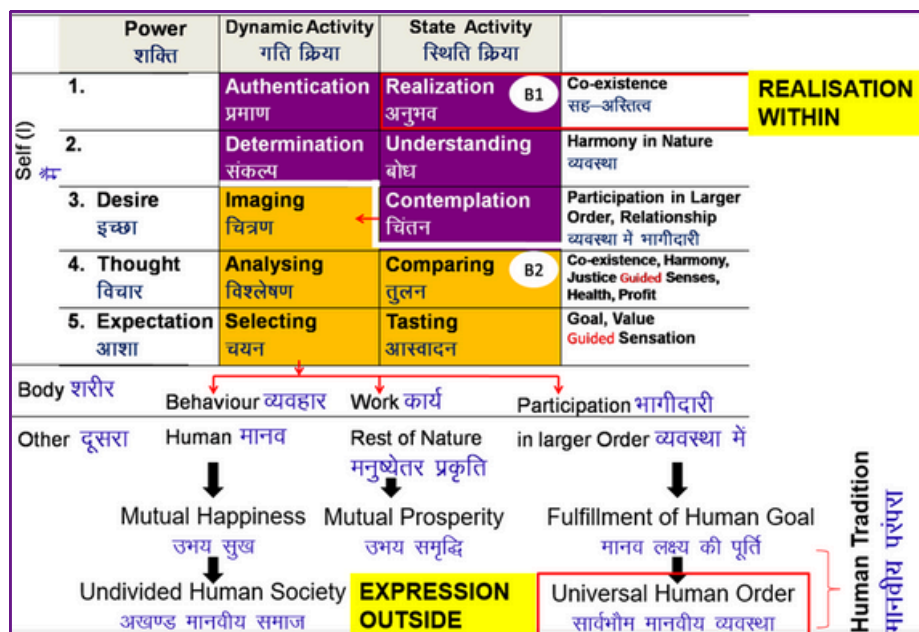 Power Dynamic Activity State Activity
शक्ति गति क्रिया स्थिति क्रिया
Self (I)
मैं
1. Authentication Realization B1 Co-existence
प्रमाण अनुभव सह–अस्तित्व
REALISATION
WITHIN
2. Determination Understanding Harmony in Nature
संकल्प बोध व्यवस्था
3. Desire Imaging Contemplation Participation in Larger
Order, Relationship
इच्छा चित्रण चिंतन व्यवस्था में भागीदारी
4. Thought Analysing Comparing B2 Co-existence, Harmony,
Justice Guided Senses,
विचार विश्लेषण तुलन Health, Profit
5. Expectation Selecting Tasting Goal, Value
आशा चयन आस्वादन Guided Sensation
Body शरीर
Behaviour व्यवहार Work कार्य Participation भागीदारी
Other दूसरा Human मानव Rest of Nature in larger Order व्यवस्था में
मनुष्येतर प्रकृति
Mutual Happiness Mutual Prosperity Fulfillment of Human Goal
उभय सुख उभय समृद्धि मानव लक्ष्य की पूर्ति
Undivided Human Society EXPRESSION Universal Human Order
अखण्ड मानवीय समाज OUTSIDE सार्वभौम मानवीय व्यवस्था
Human Tradition
मानवीय परंपरा